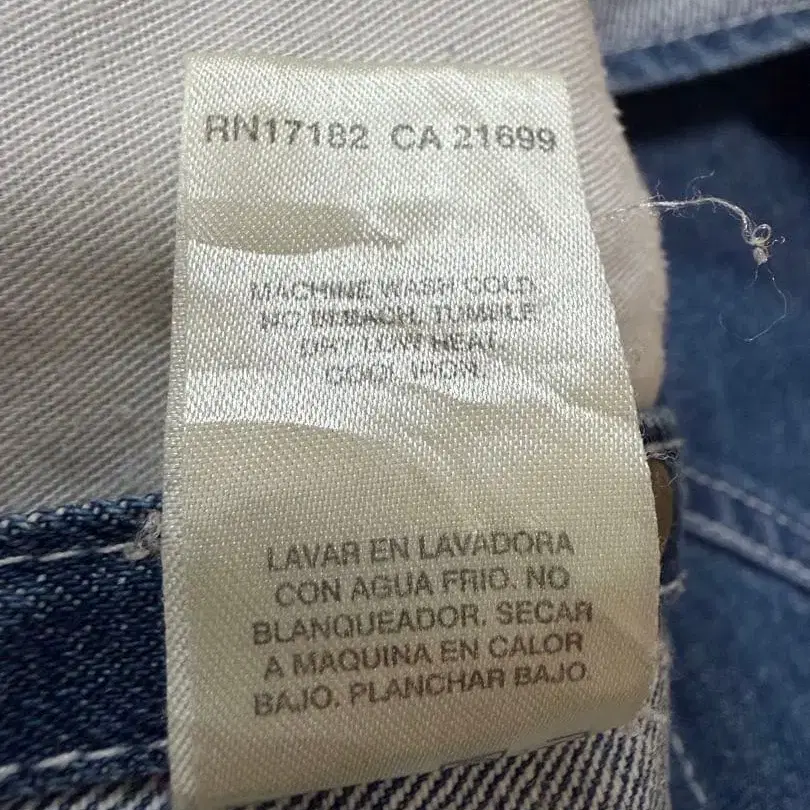 RN17182 CA 21699
MACHINE WASH COLD.
NO BLEACH. TUMBLE
DRY LOW HEAT.
COOL IRON.
LAVAR EN LAVADORA
CON AGUA FRIO. NO
BLANQUEADOR. SECAR
A MAQUINA EN CALOR
BAJO. PLANCHAR BAJO